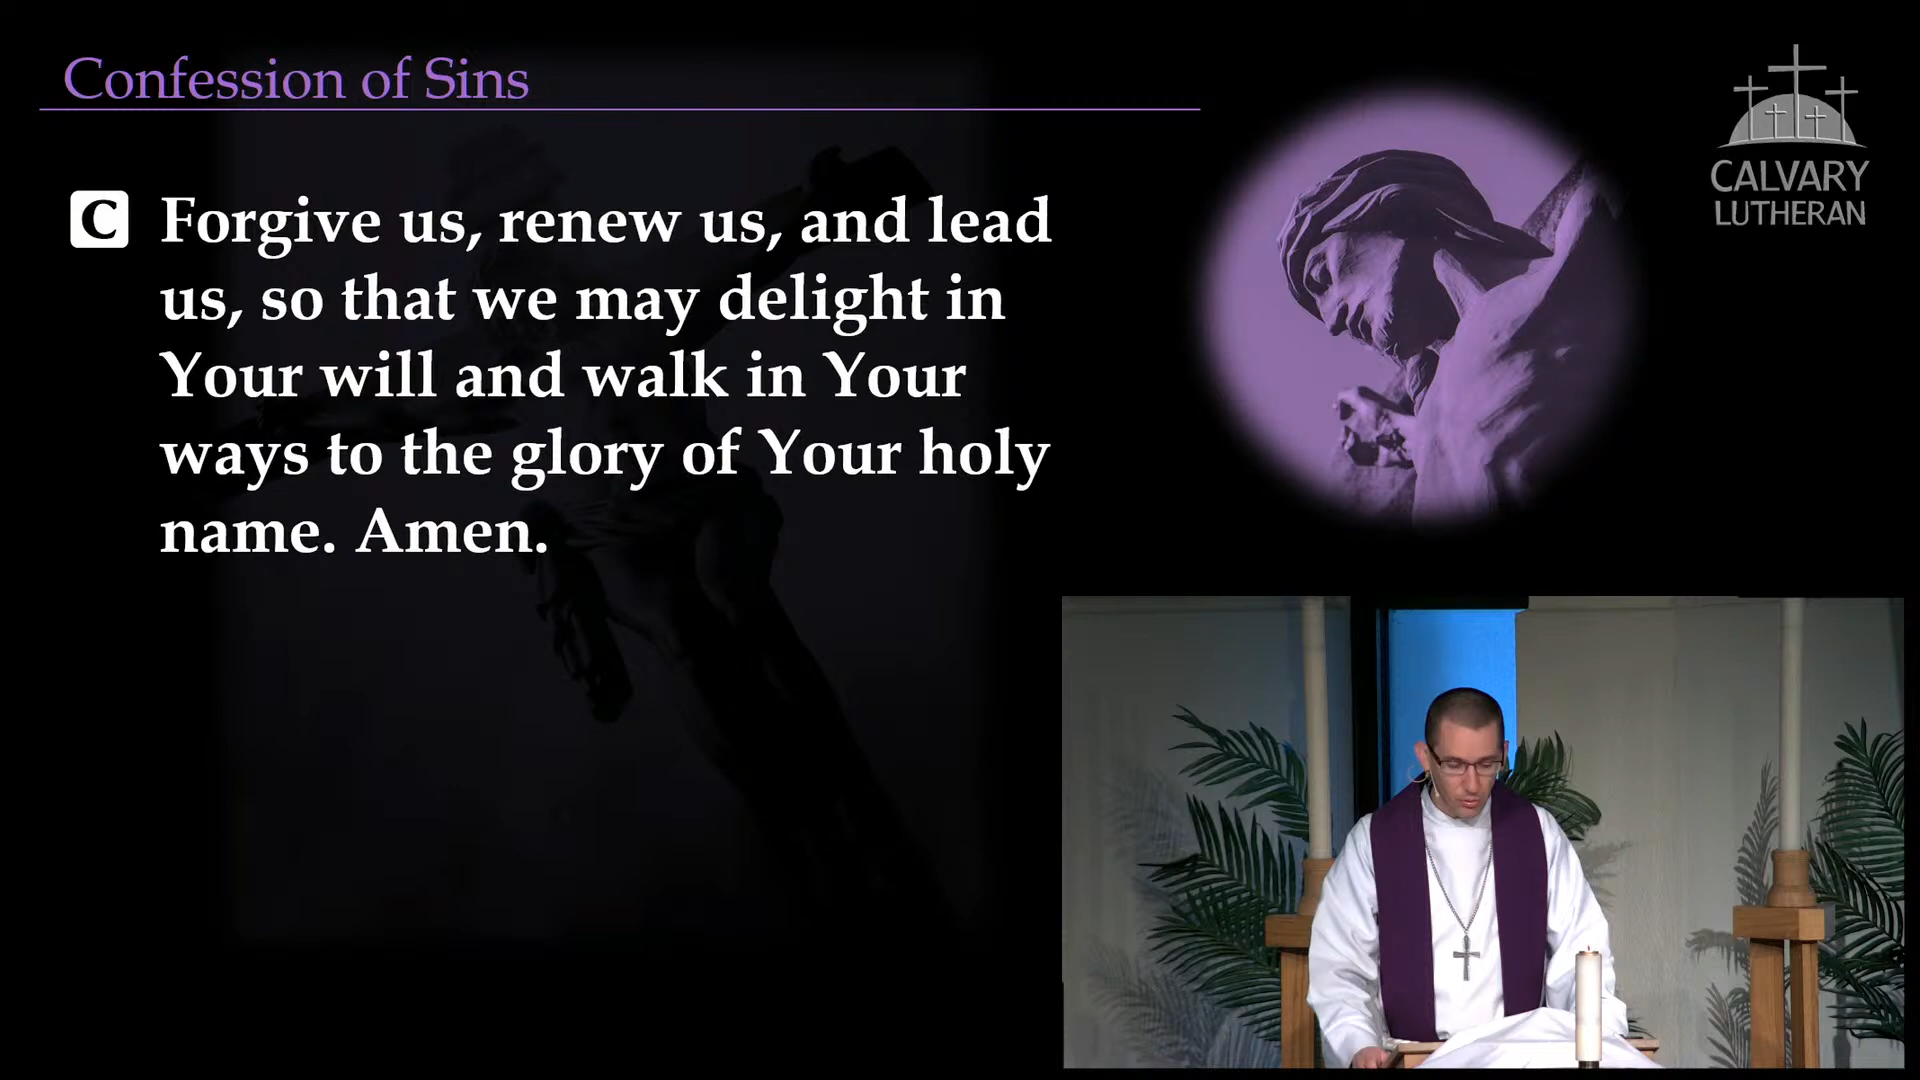 Confession of Sins
C Forgive us, renew us, and lead
us, so that we may delight in
Your will and walk in Your
ways to the glory of Your holy
name. Amen.
CALVARY
LUTHERAN